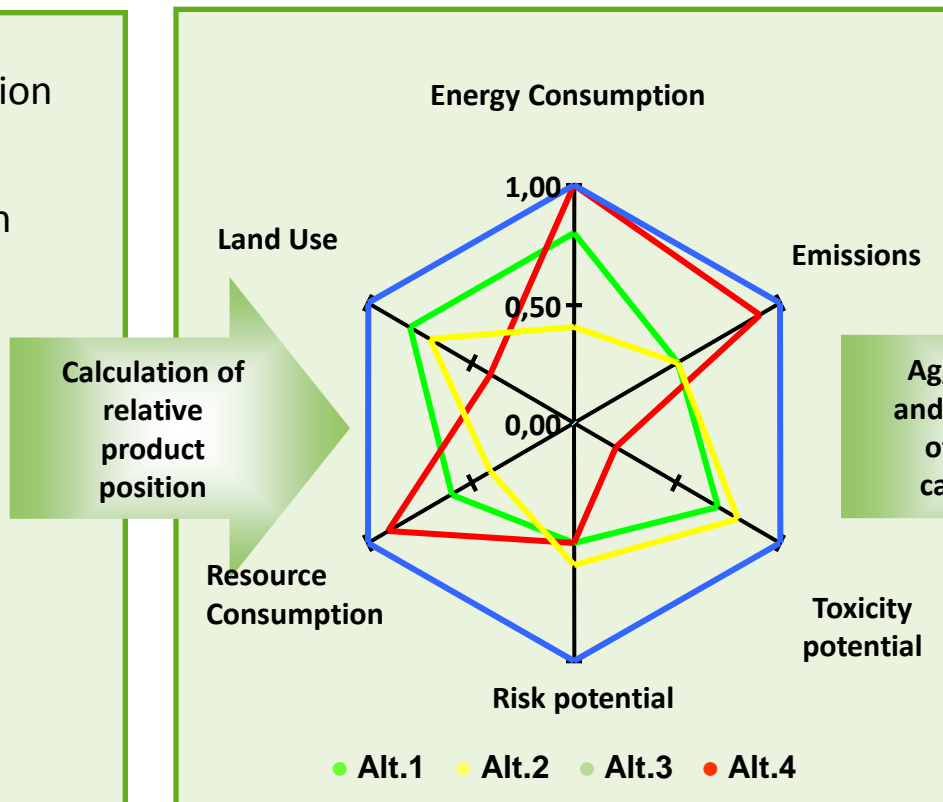 Calculation of
relative
product
position
Energy Consumption
Land Use
Emissions
1,00
0,50
0,00
Resource
Consumption
Toxicity
potential
Risk potential
Alt.1
Alt.2
Alt.3
Alt.4